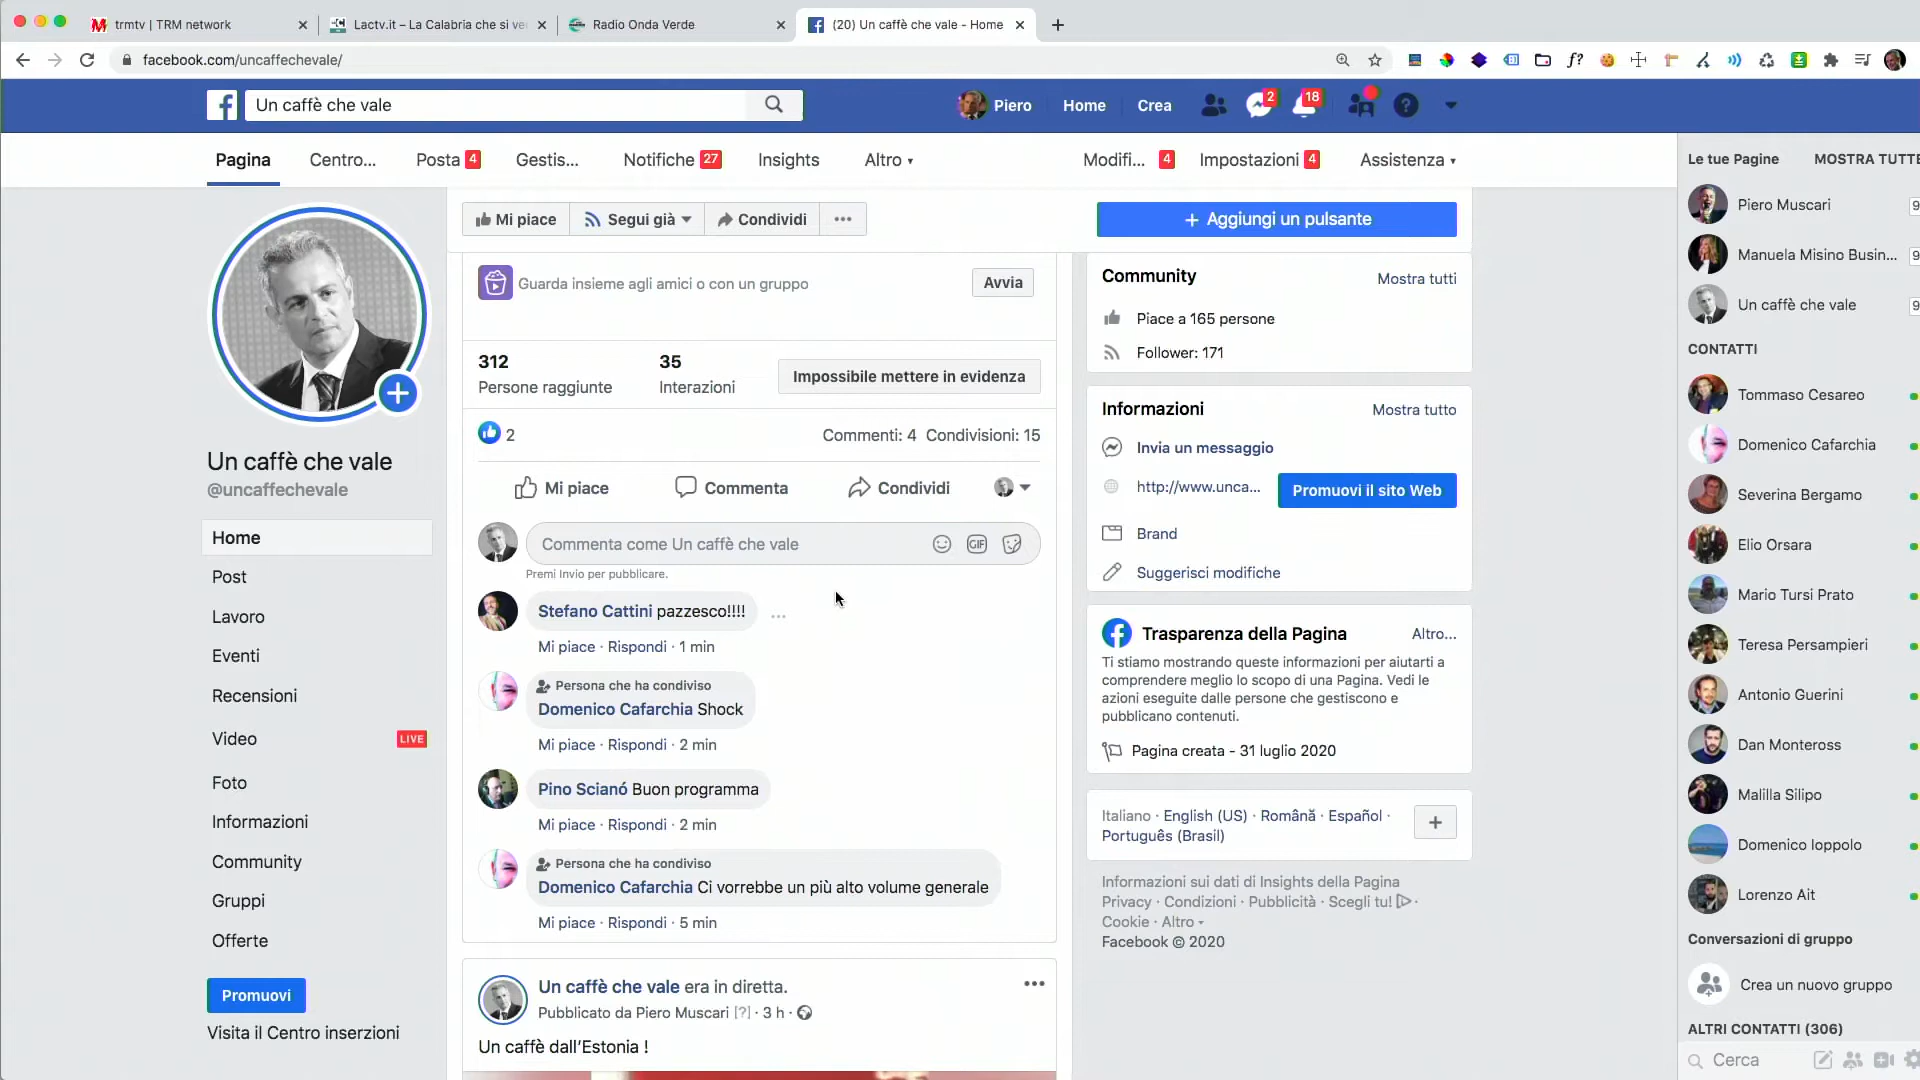 trmtv | TRM network
Lactv.it – La Calabria che si ve
Radio Onda Verde
(20) Un caffè che vale - Home
facebook.com/uncaffechevale/
Un caffè che vale
Piero
Home
Crea
2
18
Pagina
Centro...
Posta 4
Gestis...
Notifiche 27
Insights
Altro
Modifi... 4
Impostazioni 4
Assistenza
Un caffè che vale
@uncaffechevale
Home
Post
Lavoro
Eventi
Recensioni
Video LIVE
Foto
Informazioni
Community
Gruppi
Offerte
Promuovi
Visita il Centro inserzioni
Mi piace
Segui già
Condividi
+ Aggiungi un pulsante
Guarda insieme agli amici o con un gruppo
Avvia
312
Persone raggiunte
35
Interazioni
Impossibile mettere in evidenza
2
Commenti: 4 Condivisioni: 15
Mi piace
Commenta
Condividi
Commenta come Un caffè che vale
GIF
Premi Invio per pubblicare.
Stefano Cattini pazzesco!!!!
Mi piace · Rispondi · 1 min
Persona che ha condiviso
Domenico Cafarchia Shock
Mi piace · Rispondi · 2 min
Pino Scianó Buon programma
Mi piace · Rispondi · 2 min
Persona che ha condiviso
Domenico Cafarchia Ci vorrebbe un più alto volume generale
Mi piace · Rispondi · 5 min
Un caffè che vale era in diretta.
Pubblicato da Piero Muscari [?] · 3 h ·
Un caffè dall'Estonia !
Community
Mostra tutti
Piace a 165 persone
Follower: 171
Informazioni
Mostra tutto
Invia un messaggio
http://www.unca...
Promuovi il sito Web
Brand
Suggerisci modifiche
Trasparenza della Pagina
Altro...
Ti stiamo mostrando queste informazioni per aiutarti a
comprendere meglio lo scopo di una Pagina. Vedi le
azioni eseguite dalle persone che gestiscono e
pubblicano contenuti.
Pagina creata - 31 luglio 2020
Italiano · English (US) · Română · Español ·
Português (Brasil)
Informazioni sui dati di Insights della Pagina
Privacy · Condizioni · Pubblicità · Scegli tu! ·
Cookie · Altro
Facebook © 2020
Le tue Pagine
MOSTRA TUTTE
Piero Muscari
9
Manuela Misino Busin...
9
Un caffè che vale
9
CONTATTI
Tommaso Cesareo
Domenico Cafarchia
Severina Bergamo
Elio Orsara
Mario Tursi Prato
Teresa Persampieri
Antonio Guerini
Dan Monteross
Malilla Silipo
Domenico Ioppolo
Lorenzo Ait
Conversazioni di gruppo
Crea un nuovo gruppo
ALTRI CONTATTI (306)
Cerca